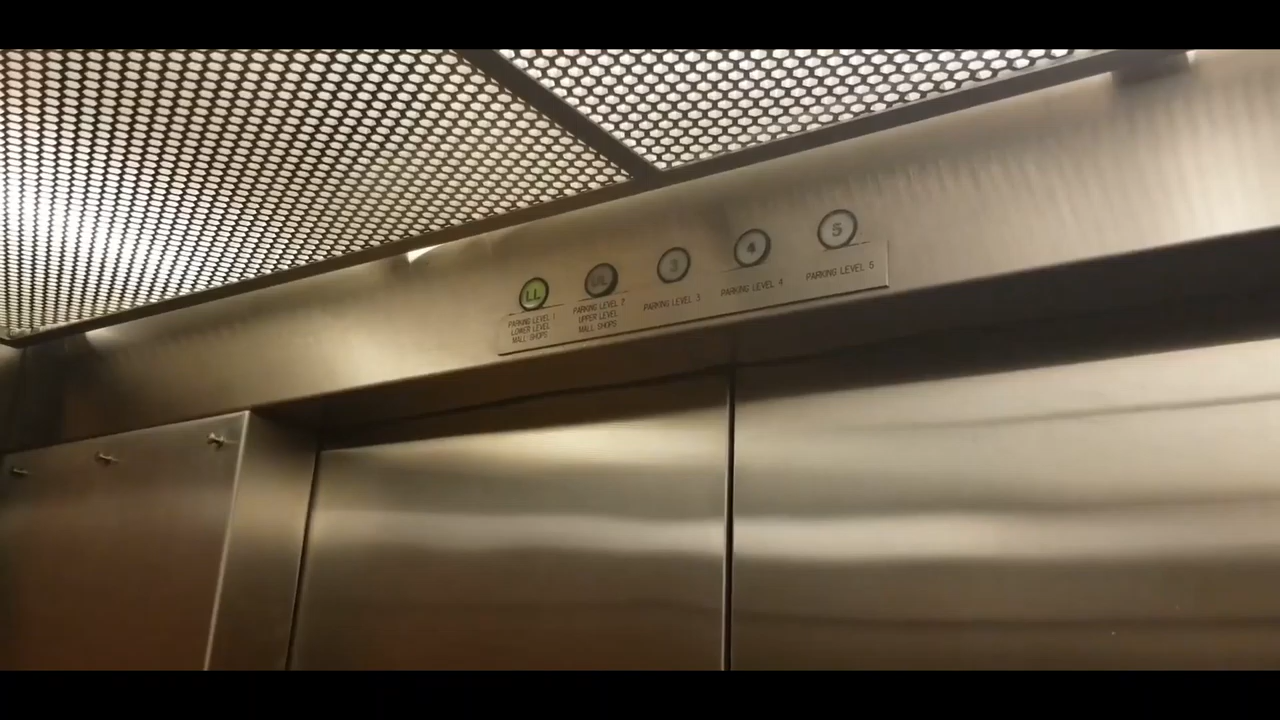 LL
UL
3
4
5
PARKING LEVEL 1
LOWER LEVEL
MALL SHOPS
PARKING LEVEL 2
UPPER LEVEL
MALL SHOPS
PARKING LEVEL 3
PARKING LEVEL 4
PARKING LEVEL 5